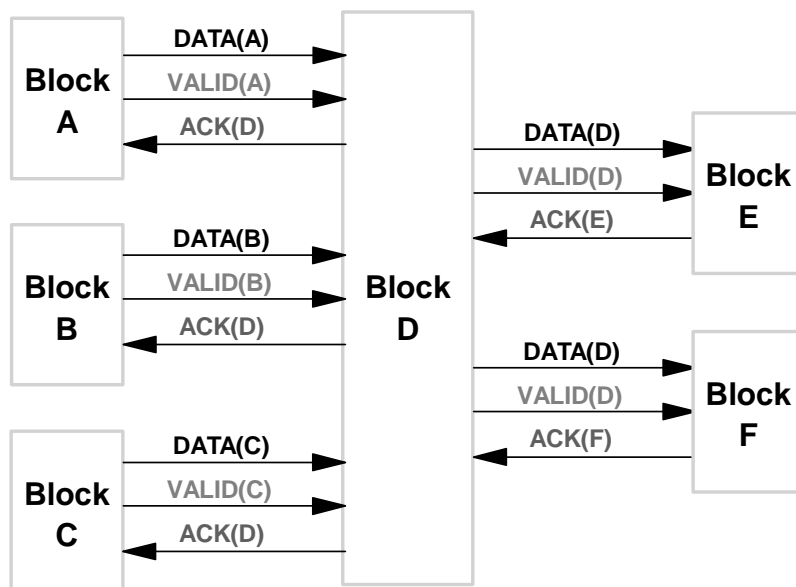 Block
A
DATA(A)
VALID(A)
ACK(D)
Block
B
DATA(B)
VALID(B)
ACK(D)
Block
C
DATA(C)
VALID(C)
ACK(D)
Block
D
DATA(D)
VALID(D)
ACK(E)
Block
E
DATA(D)
VALID(D)
ACK(F)
Block
F